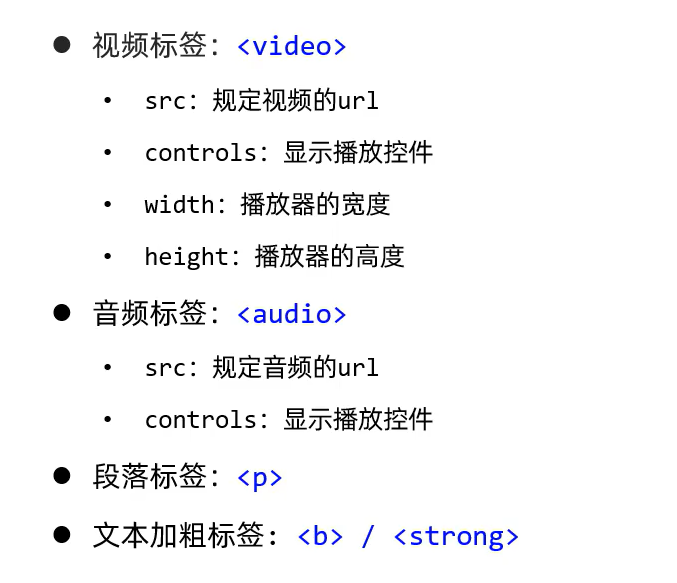 ● 视频标签：<video>
• src：规定视频的url
• controls：显示播放控件
• width：播放器的宽度
• height：播放器的高度
● 音频标签：<audio>
• src：规定音频的url
• controls：显示播放控件
● 段落标签：<p>
● 文本加粗标签：<b> / <strong>